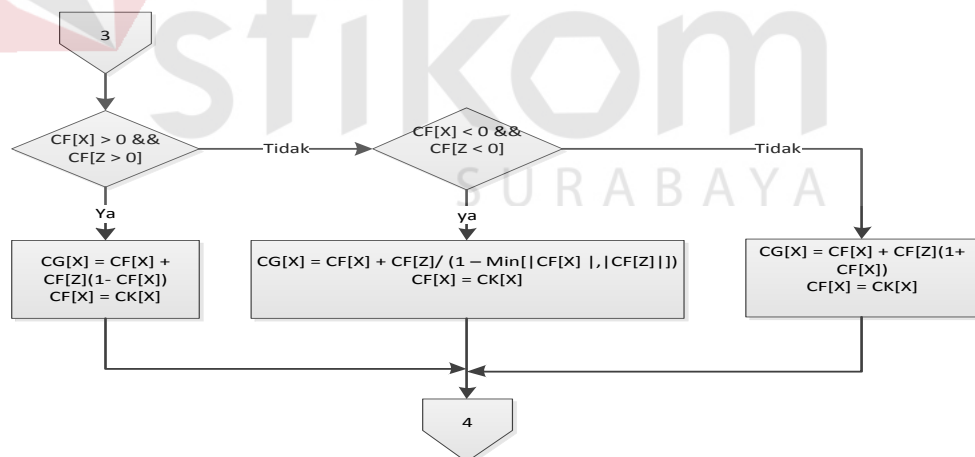 stikom
SURABAYA
3
CF[X] > 0 &&
CF[Z > 0]
Tidak
CF[X] < 0 &&
CF[Z < 0]
Tidak
Ya
ya
CG[X] = CF[X] +
CF[Z](1- CF[X])
CF[X] = CK[X]
CG[X] = CF[X] + CF[Z]/ (1 – Min[|CF[X] |,|CF[Z]|])
CF[X] = CK[X]
CG[X] = CF[X] + CF[Z](1+
CF[X])
CF[X] = CK[X]
4